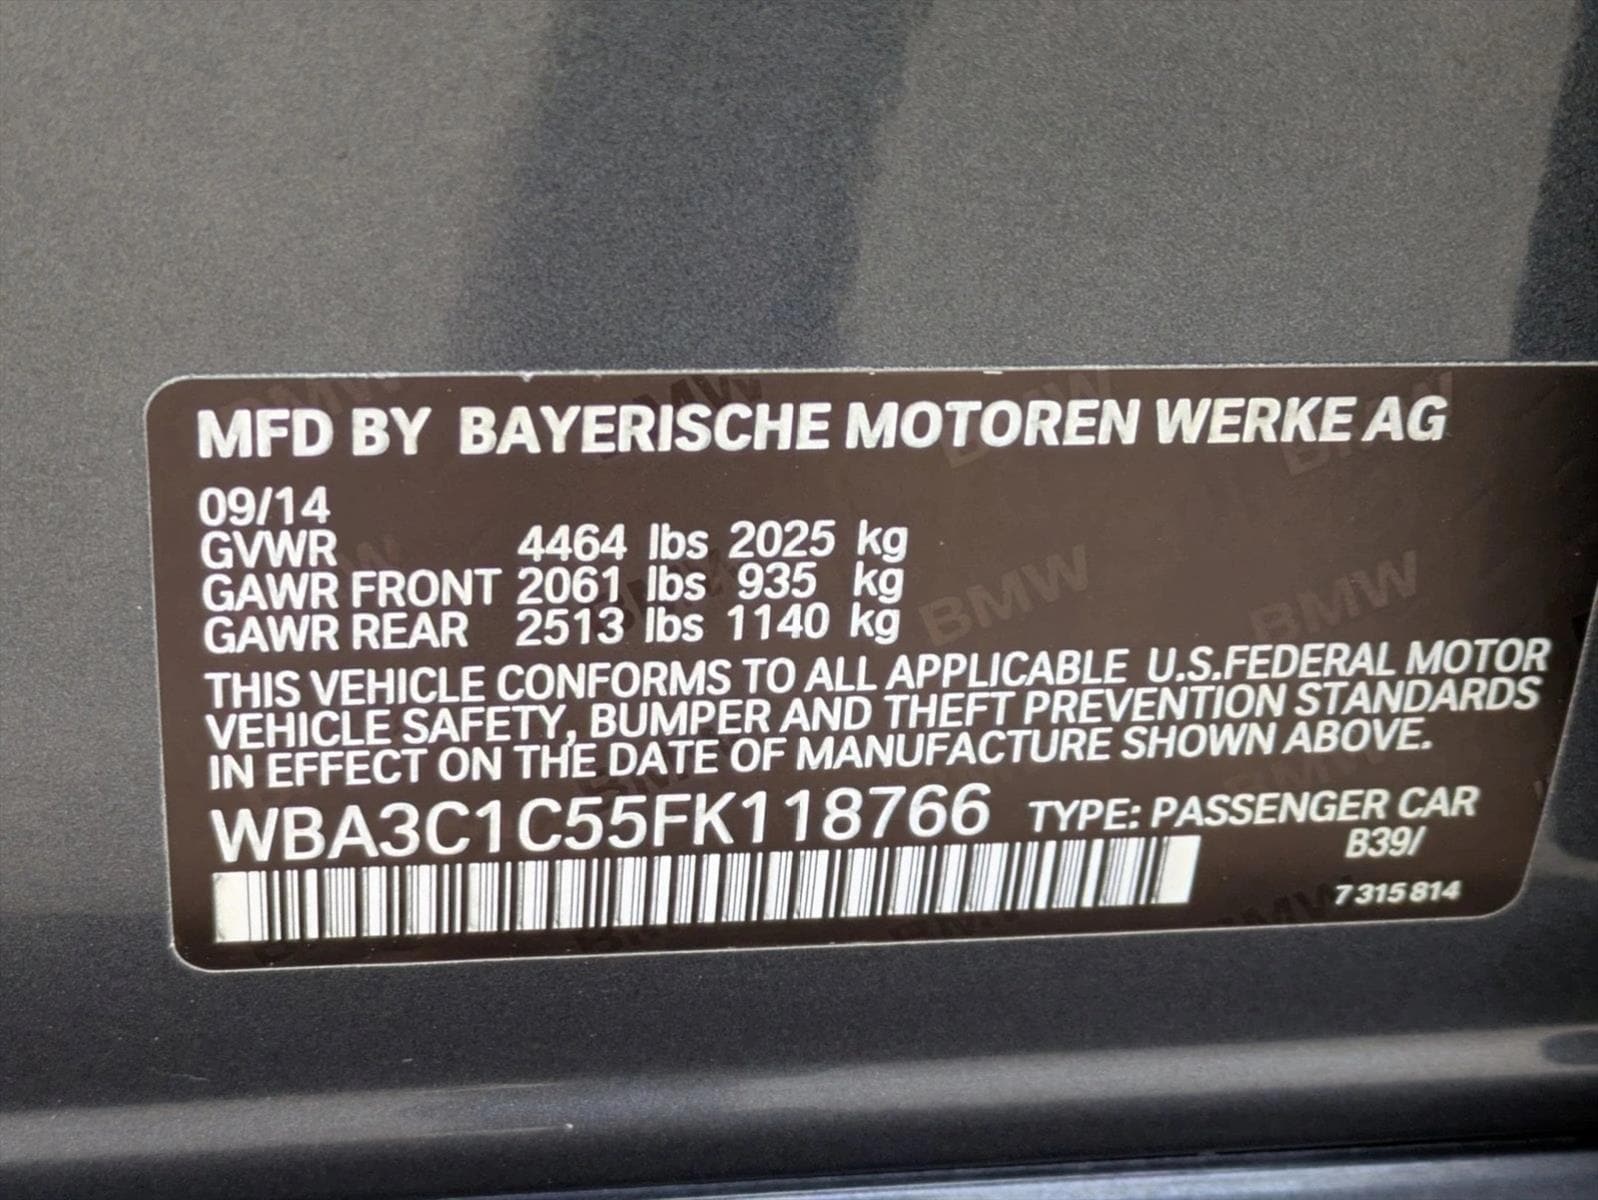 MFD BY BAYERISCHE MOTOREN WERKE AG
09/14
GVWR 4464 lbs 2025 kg
GAWR FRONT 2061 lbs 935 kg
GAWR REAR 2513 lbs 1140 kg
THIS VEHICLE CONFORMS TO ALL APPLICABLE U.S.FEDERAL MOTOR
VEHICLE SAFETY, BUMPER AND THEFT PREVENTION STANDARDS
IN EFFECT ON THE DATE OF MANUFACTURE SHOWN ABOVE.
WBA3C1C55FK118766 TYPE: PASSENGER CAR
B39/
7 315 814